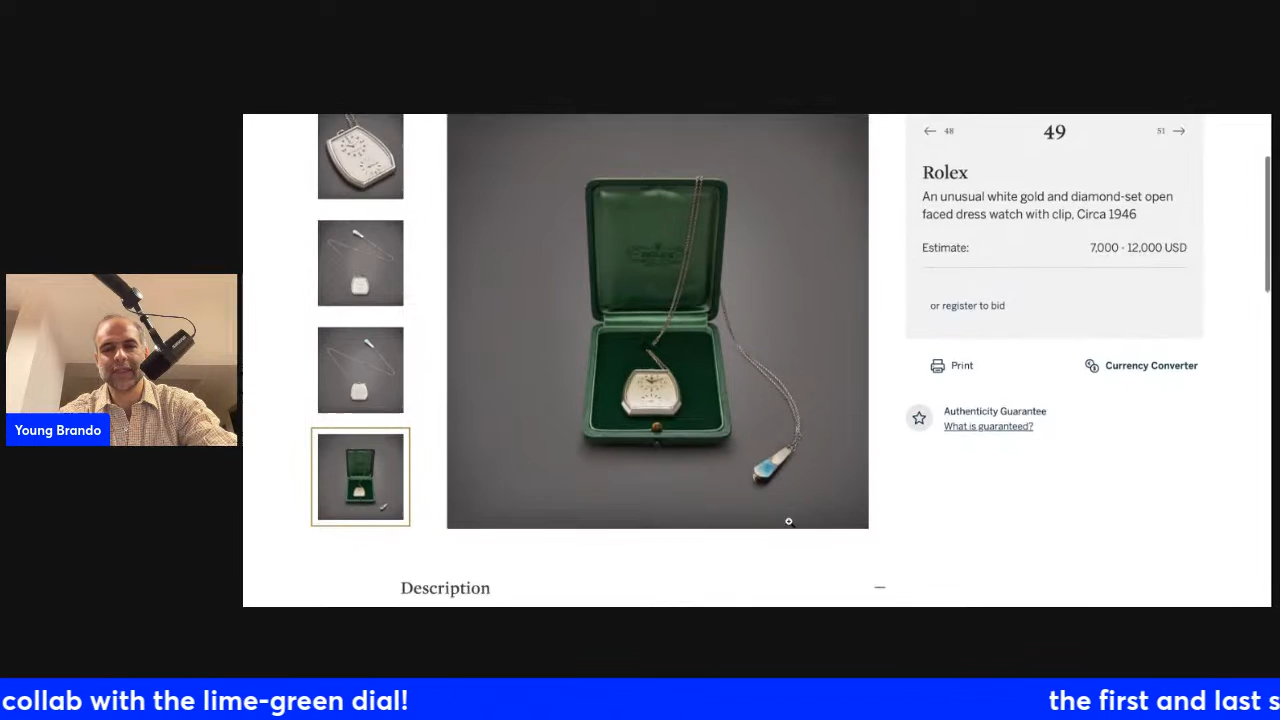 48
49
51
Rolex
An unusual white gold and diamond-set open
faced dress watch with clip, Circa 1946
Estimate:
7,000 - 12,000 USD
or register to bid
Print
Currency Converter
Authenticity Guarantee
What is guaranteed?
Young Brando
Description
collab with the lime-green dial!
the first and last s